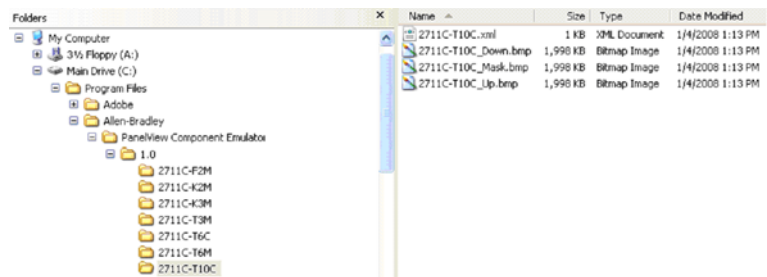 Folders ×
My Computer
3½ Floppy (A:)
Main Drive (C:)
Program Files
Adobe
Allen-Bradley
PanelView Component Emulator
1.0
2711C-F2M
2711C-K2M
2711C-K3M
2711C-T3M
2711C-T6C
2711C-T6M
2711C-T10C
Name Size Type Date Modified
2711C-T10C.xml 1 KB XML Document 1/4/2008 1:13 PM
2711C-T10C_Down.bmp 1,998 KB Bitmap Image 1/4/2008 1:13 PM
2711C-T10C_Mask.bmp 1,998 KB Bitmap Image 1/4/2008 1:13 PM
2711C-T10C_Up.bmp 1,998 KB Bitmap Image 1/4/2008 1:13 PM